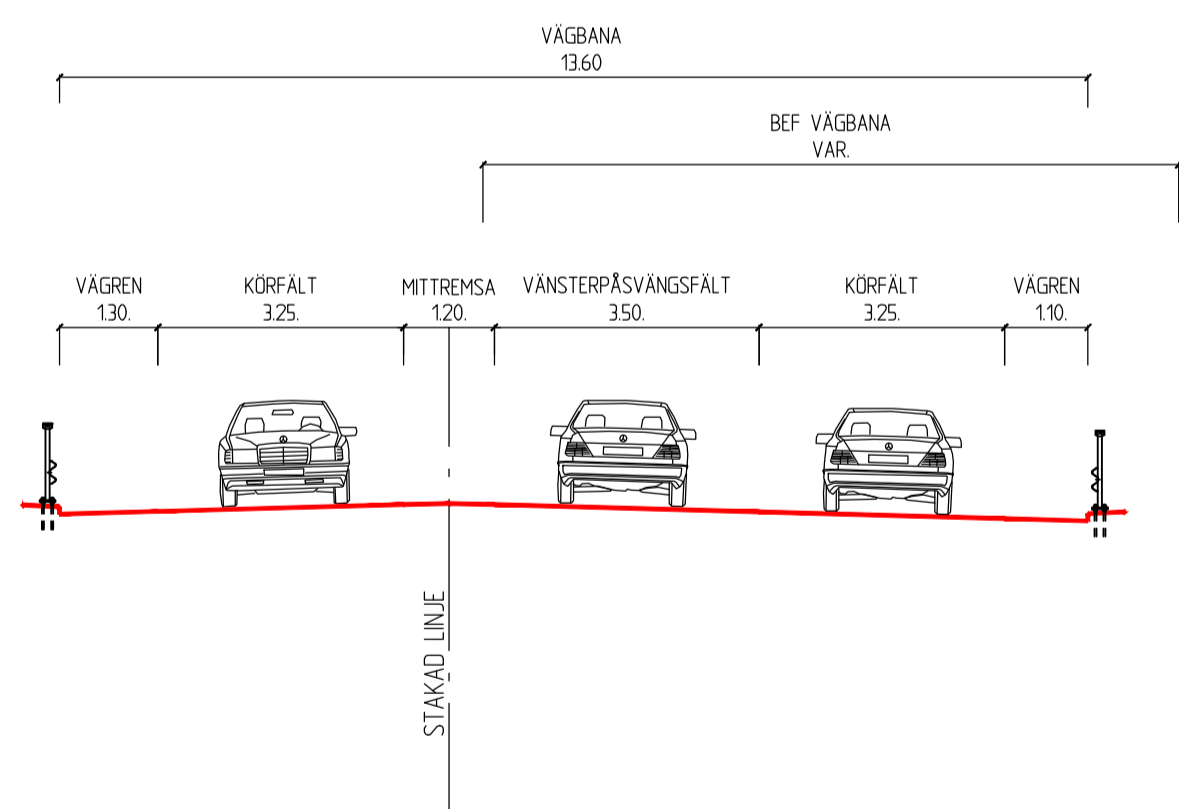 VÄGBANA
13.60
BEF VÄGBANA
VAR.
VÄGREN KÖRFÄLT MITTREMSA VÄNSTERPÅSVÄNGSFÄLT KÖRFÄLT VÄGREN
1.30. 3.25. 1.20. 3.50. 3.25. 1.10.
STAKAD LINJE